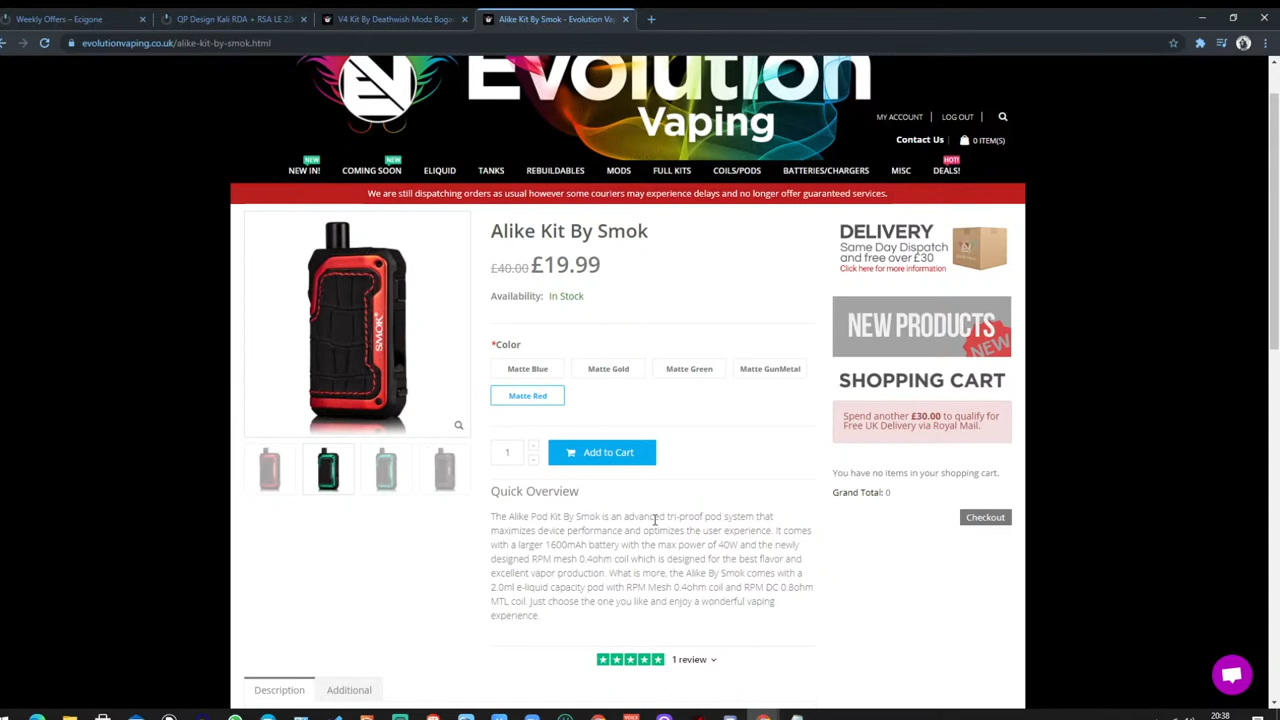 Weekly Offers – Ecigone
QP Design Kali RDA + RSA LE 28
V4 Kit By Deathwish Modz Boga
Alike Kit By Smok - Evolution Vap
evolutionvaping.co.uk/alike-kit-by-smok.html
Evolution
Vaping
MY ACCOUNT
LOG OUT
Contact Us
0 ITEM(S)
NEW
NEW
HOT!
NEW IN!
COMING SOON
ELIQUID
TANKS
REBUILDABLES
MODS
FULL KITS
COILS/PODS
BATTERIES/CHARGERS
MISC
DEALS!
We are still dispatching orders as usual however some couriers may experience delays and no longer offer guaranteed services.
SMOK
Alike Kit By Smok
£40.00 £19.99
Availability: In Stock
*Color
Matte Blue
Matte Gold
Matte Green
Matte GunMetal
Matte Red
1
Add to Cart
Quick Overview
The Alike Pod Kit By Smok is an advanced tri-proof pod system that
maximizes device performance and optimizes the user experience. It comes
with a larger 1600mAh battery with the max power of 40W and the newly
designed RPM mesh 0.4ohm coil which is designed for the best flavor and
excellent vapor production. What is more, the Alike By Smok comes with a
2.0ml e-liquid capacity pod with RPM Mesh 0.4ohm coil and RPM DC 0.8ohm
MTL coil. Just choose the one you like and enjoy a wonderful vaping
experience.
1 review
Description
Additional
DELIVERY
Same Day Dispatch
and free over £30
Click here for more information
NEW PRODUCTS
NEW
SHOPPING CART
Spend another £30.00 to qualify for
Free UK Delivery via Royal Mail.
You have no items in your shopping cart.
Grand Total: 0
Checkout
20:38